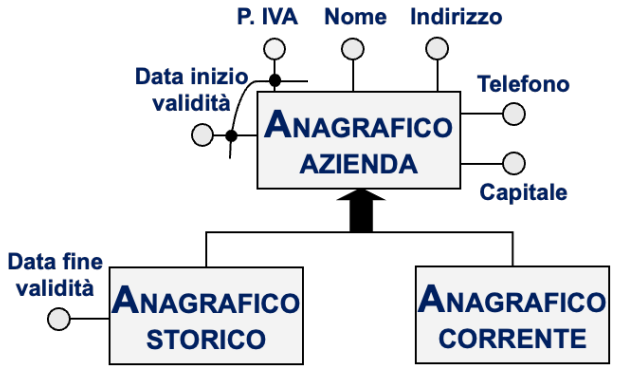 P. IVA
Nome
Indirizzo
Data inizio
validità
Telefono
ANAGRAFICO
AZIENDA
Capitale
Data fine
validità
ANAGRAFICO
STORICO
ANAGRAFICO
CORRENTE